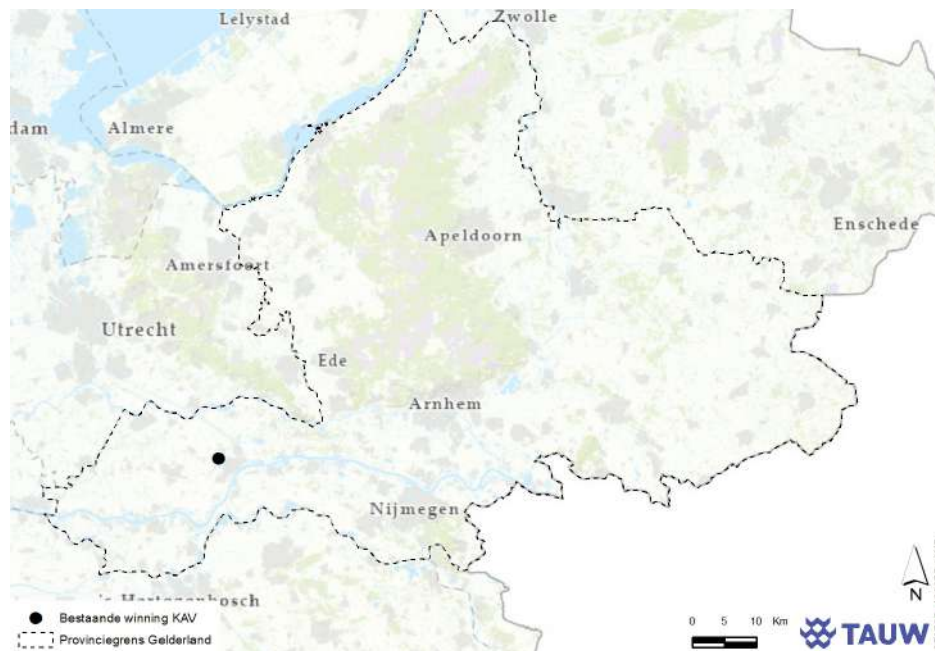 Lelystad
Zwolle
dam
Almere
Enschede
Apeldoorn
Amersfoort
Utrecht
Ede
Arnhem
Nijmegen
's Hertogenbosch
Bestaande winning KAV
Provinciegrens Gelderland
N
0 5 10 Km
TAUW